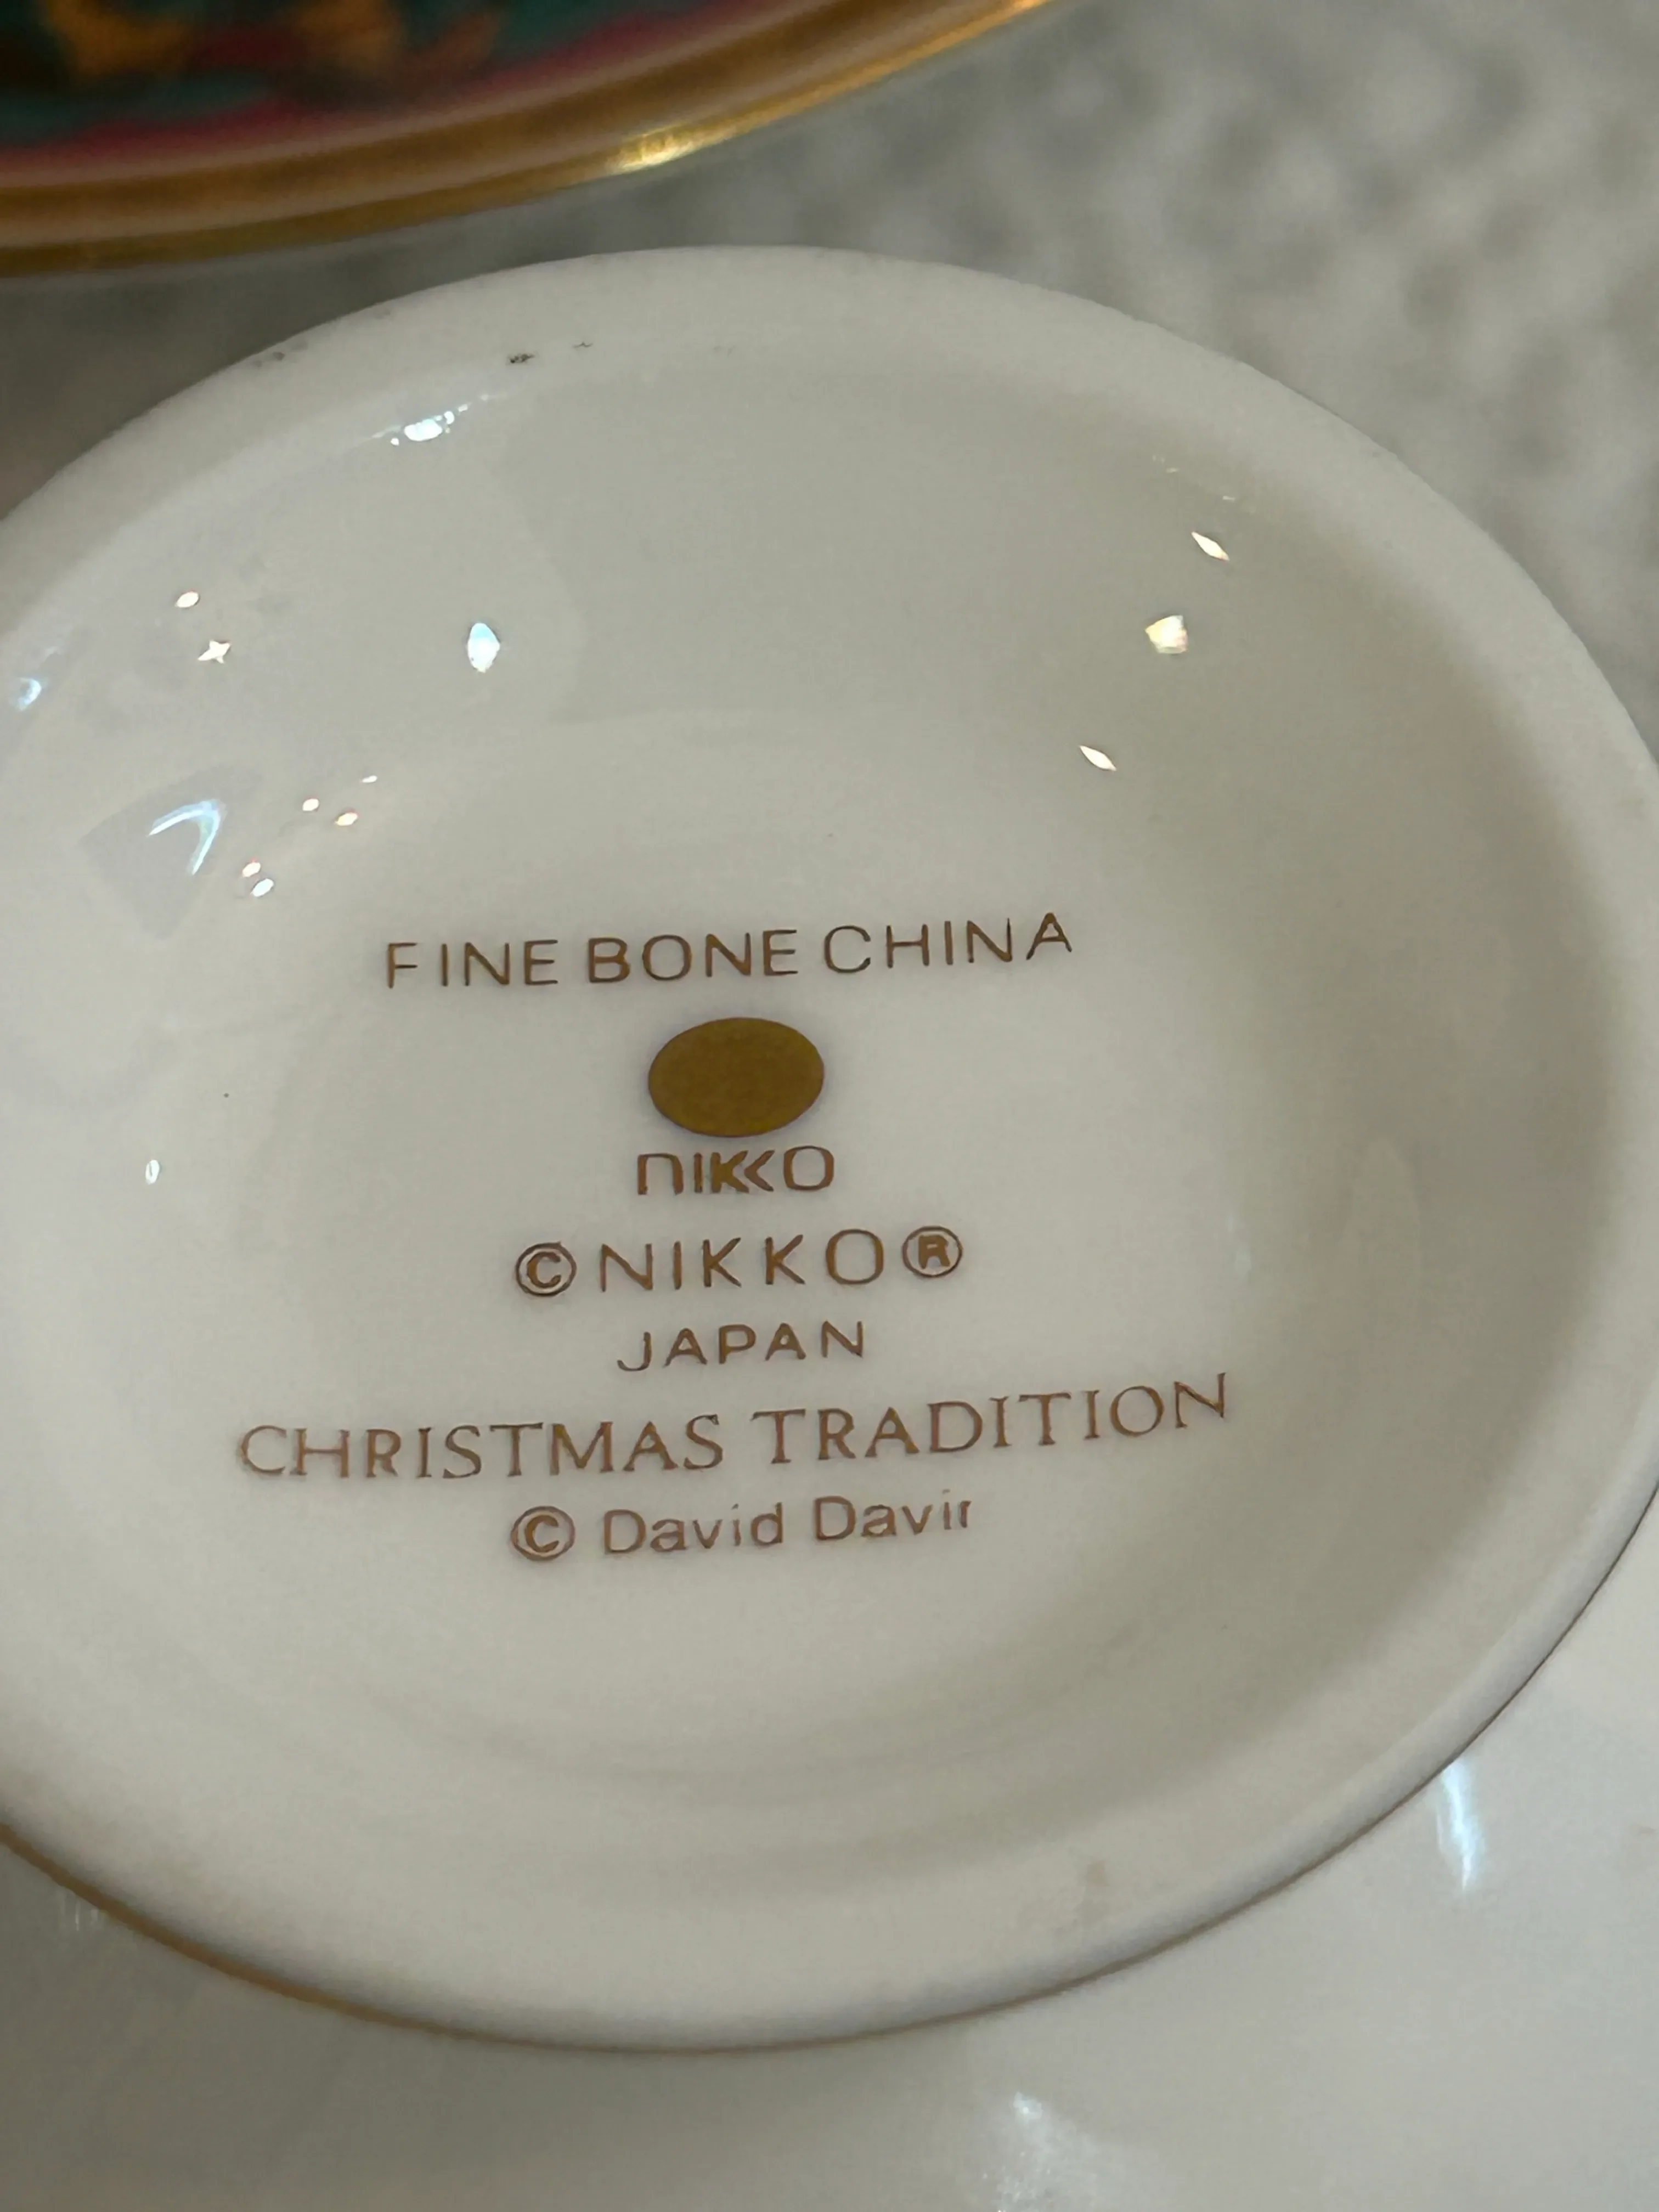 FINE BONE CHINA
nikko
©NIKKO®
JAPAN
CHRISTMAS TRADITION
© David Davir